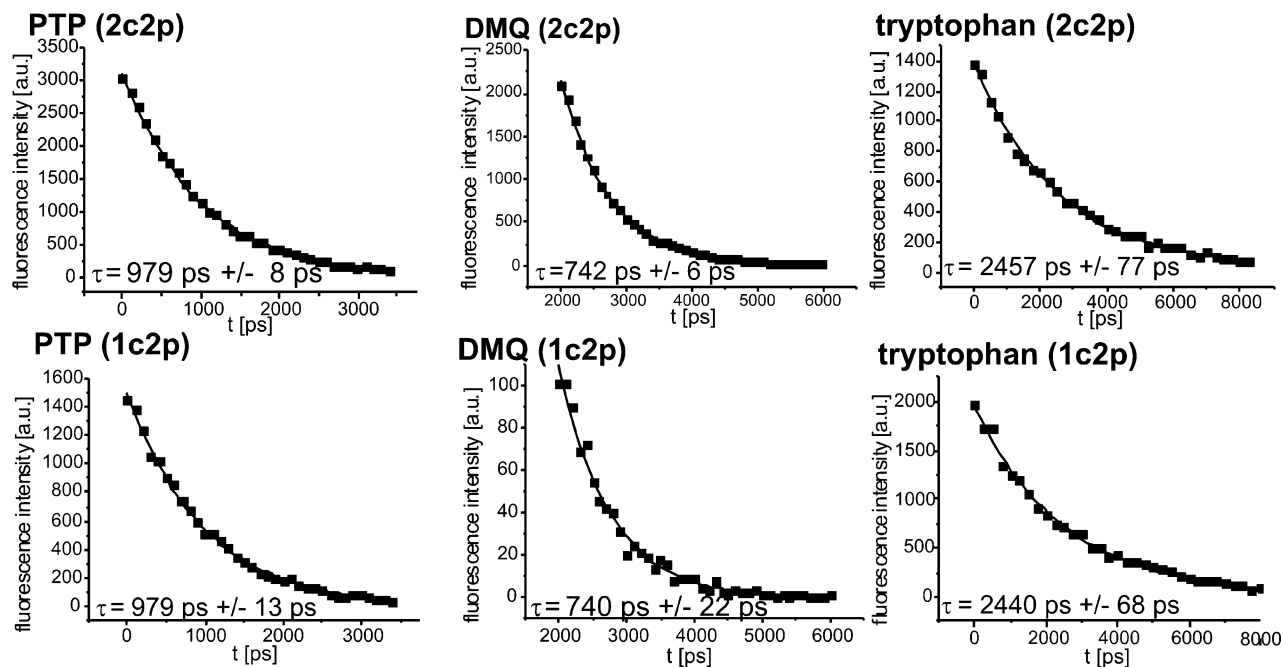 PTP (2c2p)
fluorescence intensity [a.u.]
3500
3000
2500
2000
1500
1000
500
0
τ = 979 ps +/- 8 ps
0 1000 2000 3000
t [ps]
DMQ (2c2p)
fluorescence intensity [a.u.]
2500
2000
1500
1000
500
0
τ=742 ps +/- 6 ps
2000 3000 4000 5000 6000
t [ps]
tryptophan (2c2p)
fluorescence intensity [a.u.]
1400
1200
1000
800
600
400
200
0
τ = 2457 ps +/- 77 ps
0 2000 4000 6000 8000
t [ps]
PTP (1c2p)
fluorescence intensity [a.u.]
1600
1400
1200
1000
800
600
400
200
0
τ = 979 ps +/- 13 ps
0 1000 2000 3000
t [ps]
DMQ (1c2p)
fluorescence intensity [a.u.]
100
80
60
40
20
0
τ = 740 ps +/- 22 ps
2000 3000 4000 5000 6000
t [ps]
tryptophan (1c2p)
fluorescence intensity [a.u.]
2000
1500
1000
500
0
τ = 2440 ps +/- 68 ps
0 2000 4000 6000 8000
t [ps]